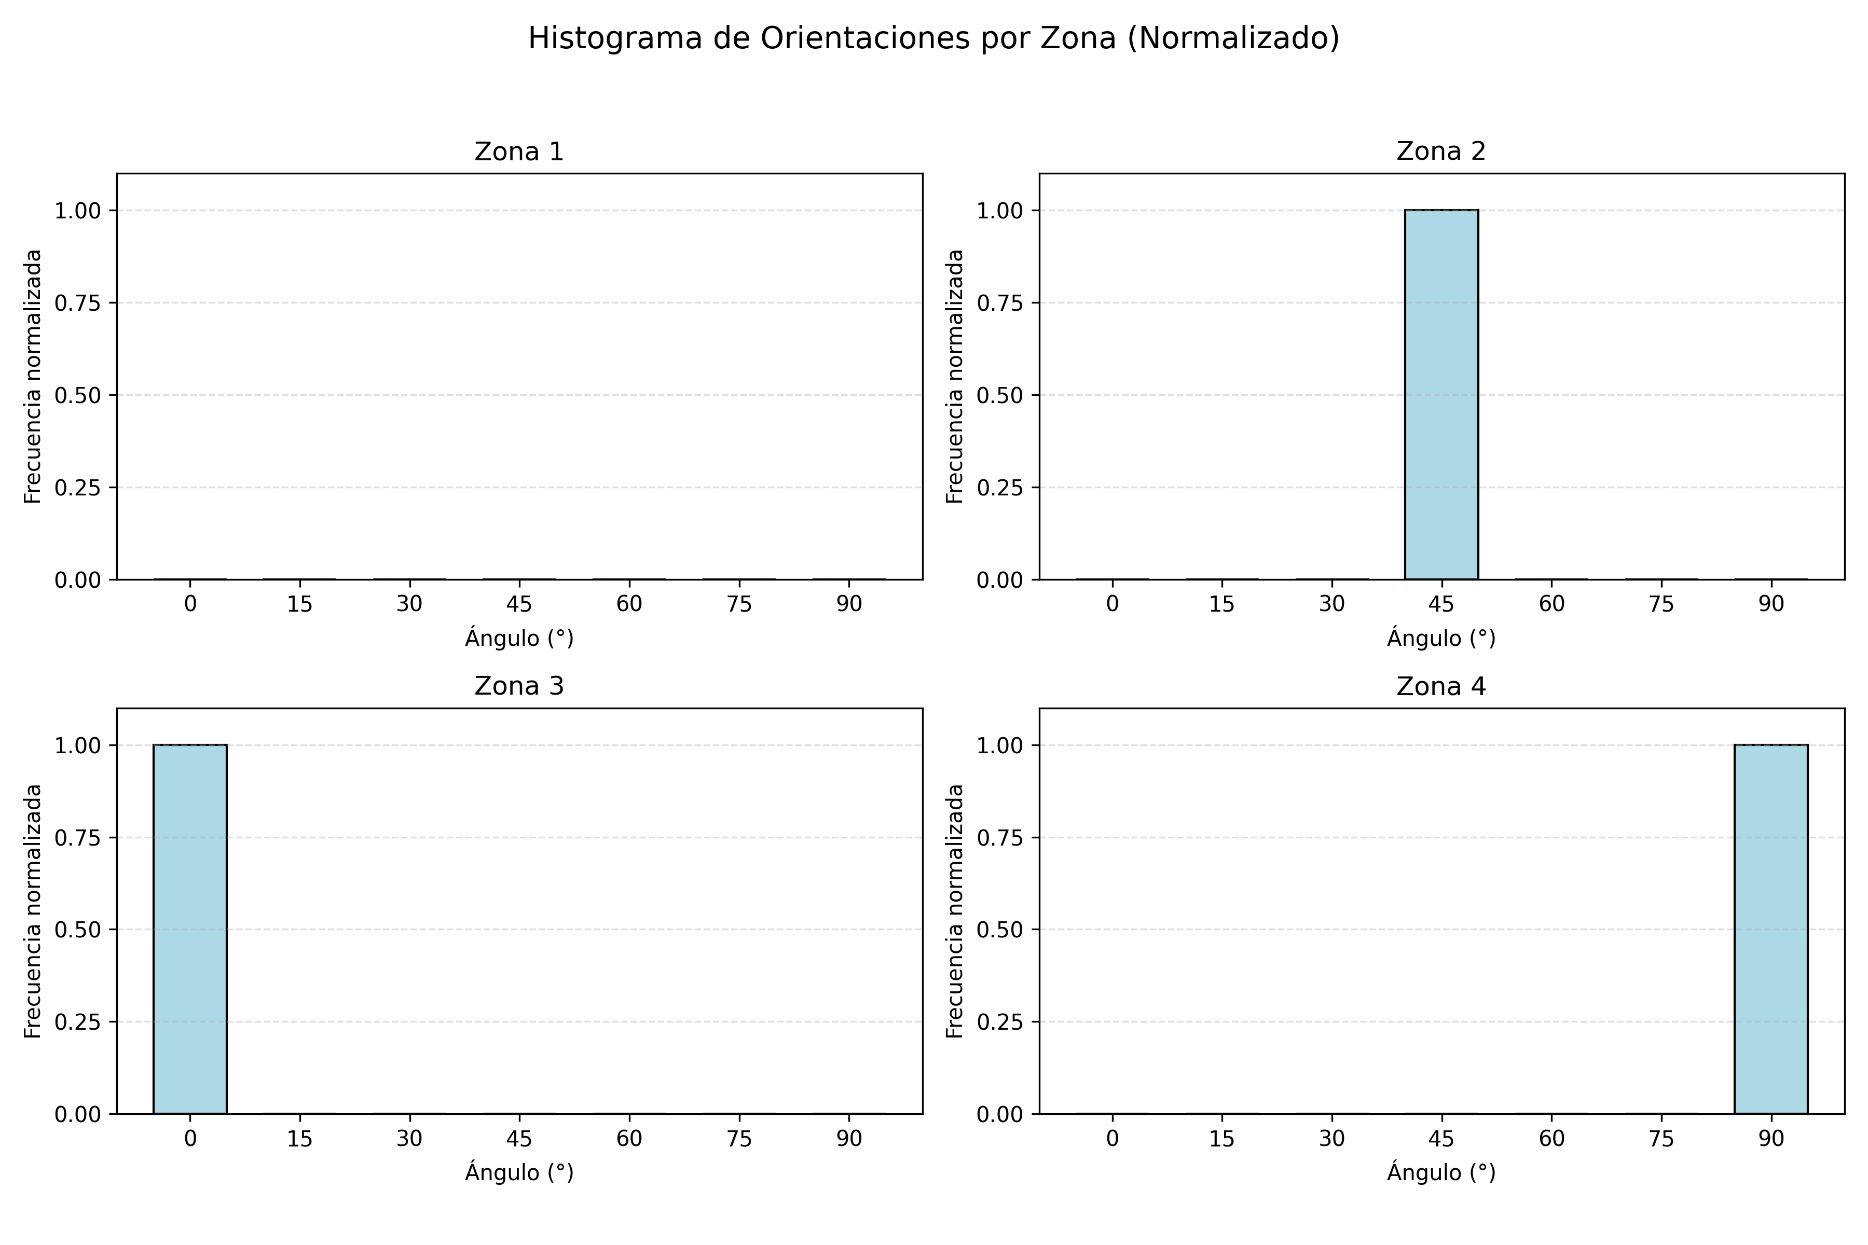 Histograma de Orientaciones por Zona (Normalizado)
Zona 1
Frecuencia normalizada
1.00
0.75
0.50
0.25
0.00
0 15 30 45 60 75 90
Ángulo (°)
Zona 2
Frecuencia normalizada
1.00
0.75
0.50
0.25
0.00
0 15 30 45 60 75 90
Ángulo (°)
Zona 3
Frecuencia normalizada
1.00
0.75
0.50
0.25
0.00
0 15 30 45 60 75 90
Ángulo (°)
Zona 4
Frecuencia normalizada
1.00
0.75
0.50
0.25
0.00
0 15 30 45 60 75 90
Ángulo (°)